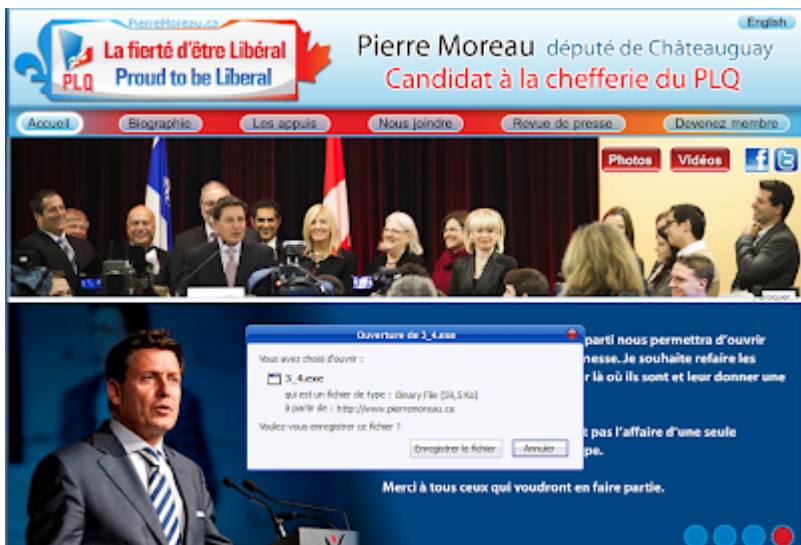 PierreMoreau.ca
English
La fierté d'être Libéral
Proud to be Liberal
PLQ
Pierre Moreau député de Châteauguay
Candidat à la chefferie du PLQ
Accueil
Biographie
Les appuis
Nous joindre
Revue de presse
Devenez membre
Photos
Vidéos
Ouverture de 3_4.exe
Vous avez choisi d'ouvrir :
3_4.exe
qui est un fichier de type : Binary File (59,5 Ko)
à partir de : http://www.pierremoreau.ca
Voulez-vous enregistrer ce fichier ?
Enregistrer le fichier
Annuler
parti nous permettra d'ouvrir
nesse. Je souhaite refaire les
r là où ils sont et leur donner une
t pas l'affaire d'une seule
pe.
Merci à tous ceux qui voudront en faire partie.